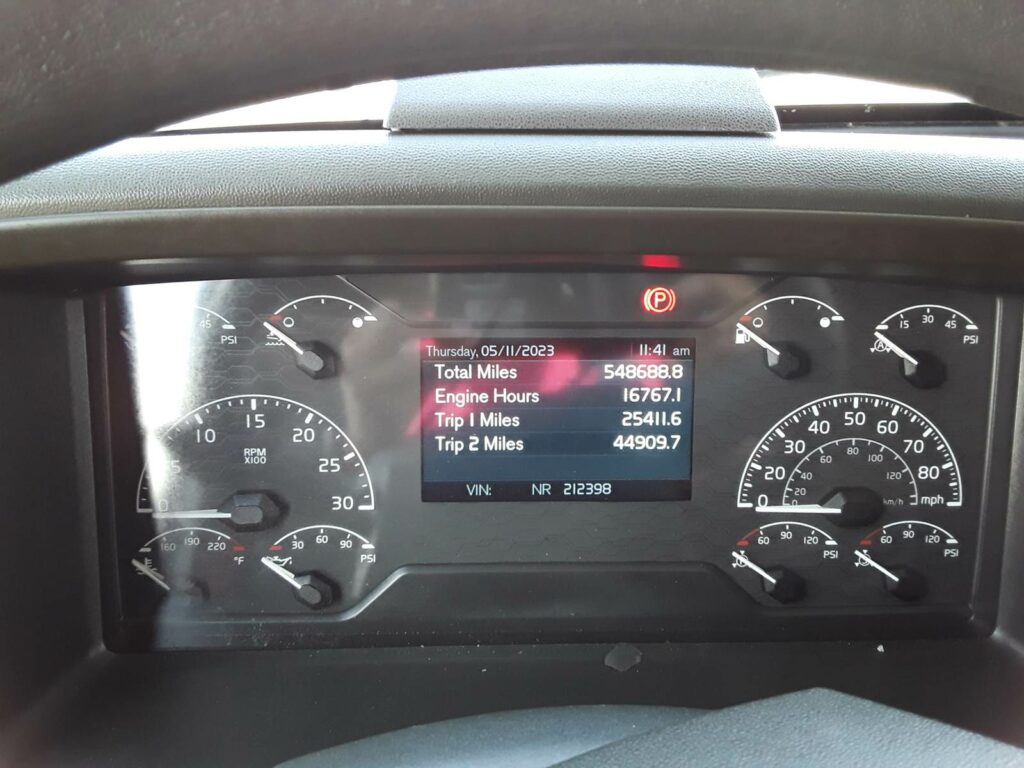 Thursday, 05/11/2023 11:41 am
Total Miles 548688.8
Engine Hours 16767.1
Trip 1 Miles 25411.6
Trip 2 Miles 44909.7
VIN: NR 212398
45
PSI
P
15 30 45
PSI
10 15 20 25 30
RPM
X100
0 20 30 40 50 60 70 80 mph
0 20 40 60 80 100 120 km/h
160 190 220
°F
30 60 90
PSI
60 90 120
PSI
60 90 120
PSI